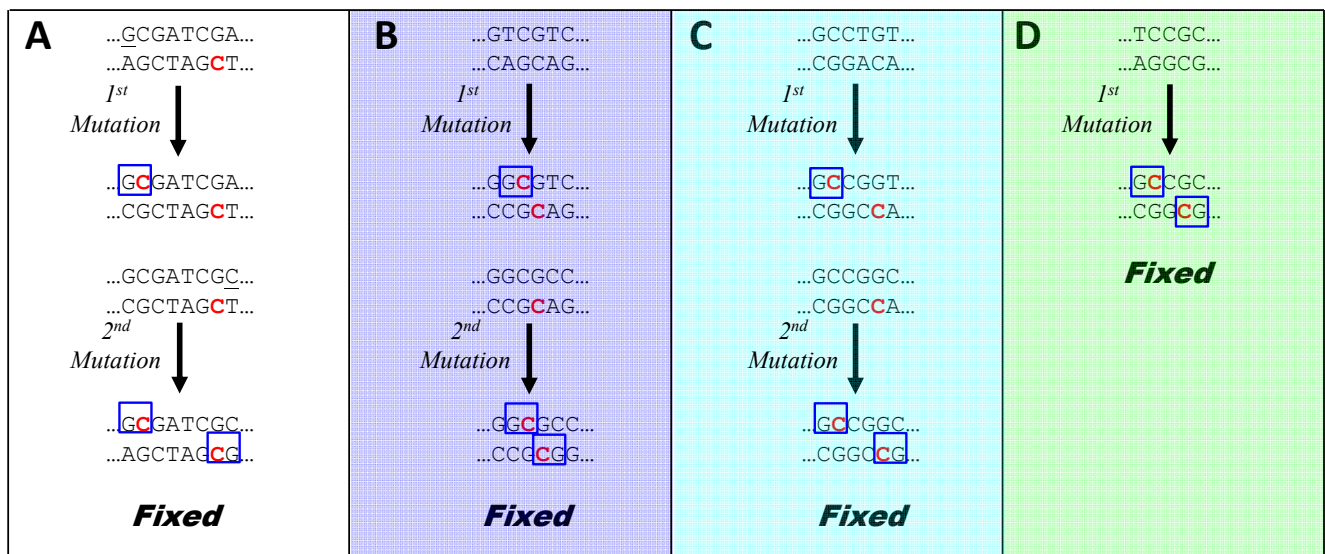 A
...GCGATCGA...
...AGCTAGCT...
1st
Mutation
...GCGATCGA...
...CGCTAGCT...
...GCGATCGC...
...CGCTAGCT...
2nd
Mutation
...GCGATCGC...
...AGCTAGCG...
Fixed
B
...GTCGTC...
...CAGCAG...
1st
Mutation
...GGCGTC...
...CCGCAG...
...GGCGCC...
...CCGCAG...
2nd
Mutation
...GGCGCC...
...CCGCGG...
Fixed
C
...GCCTGT...
...CGGACA...
1st
Mutation
...GCCGGT...
...CGGCCA...
...GCCGGC...
...CGGCCA...
2nd
Mutation
...GCCGGC...
...CGGCCG...
Fixed
D
...TCCGC...
...AGGCG...
1st
Mutation
...GCCGC...
...CGGCG...
Fixed